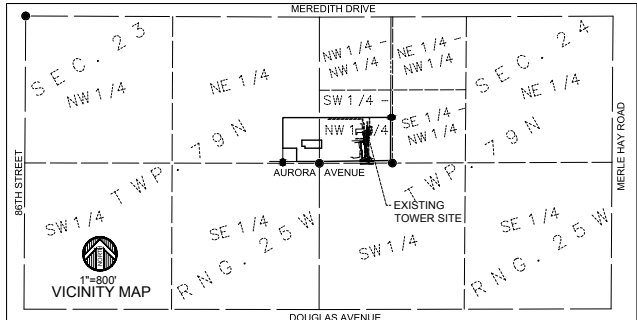 MEREDITH DRIVE
SEC. 23
NW 1/4
NE 1/4
NW 1/4 -
NW 1/4
NE 1/4 -
NW 1/4
SEC. 24
NE 1/4
SW 1/4 -
NW 1/4
SE 1/4 -
NW 1/4
TWP. 79 N
TWP. 79 N
86TH STREET
MERLE HAY ROAD
AURORA AVENUE
EXISTING
TOWER SITE
SW 1/4
SE 1/4
SW 1/4
SE 1/4
RNG. 25 W
RNG. 25 W
NORTH
1"=800'
VICINITY MAP
DOUGLAS AVENUE